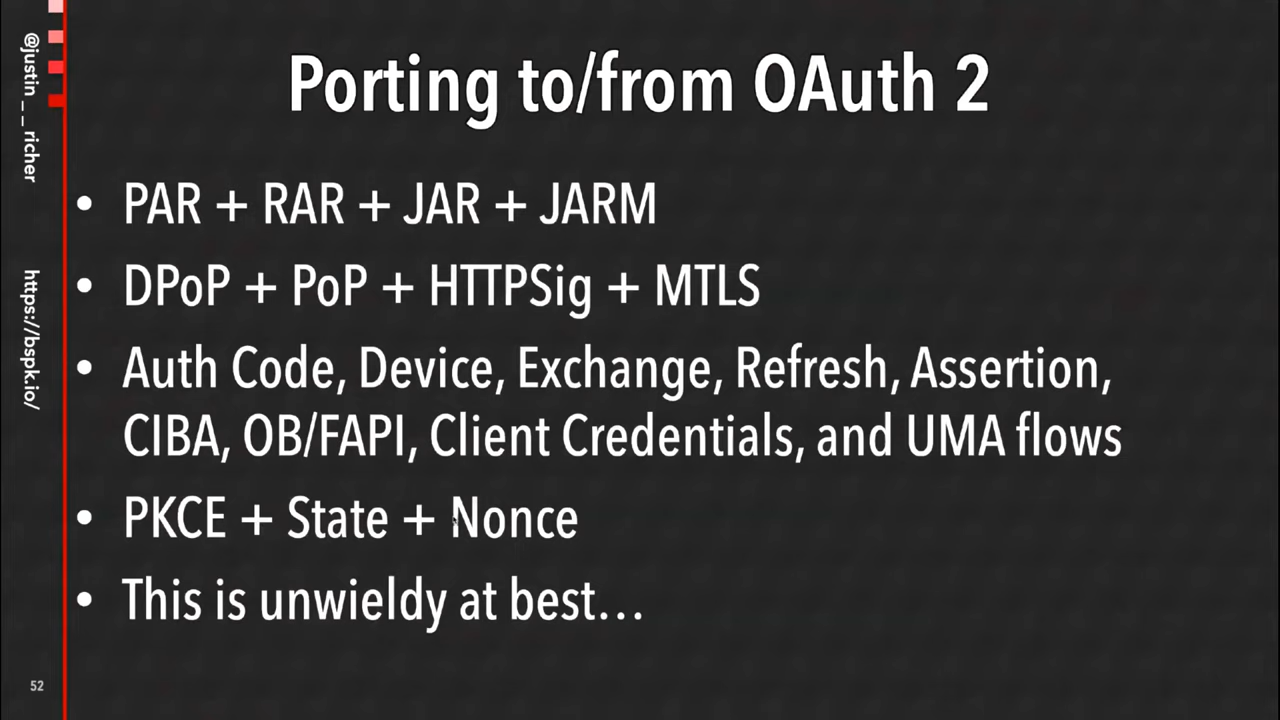 Porting to/from OAuth 2
• PAR + RAR + JAR + JARM
• DPoP + PoP + HTTPSig + MTLS
• Auth Code, Device, Exchange, Refresh, Assertion,
CIBA, OB/FAPI, Client Credentials, and UMA flows
• PKCE + State + Nonce
• This is unwieldy at best…
@justin__richer
https://bspk.io/
52